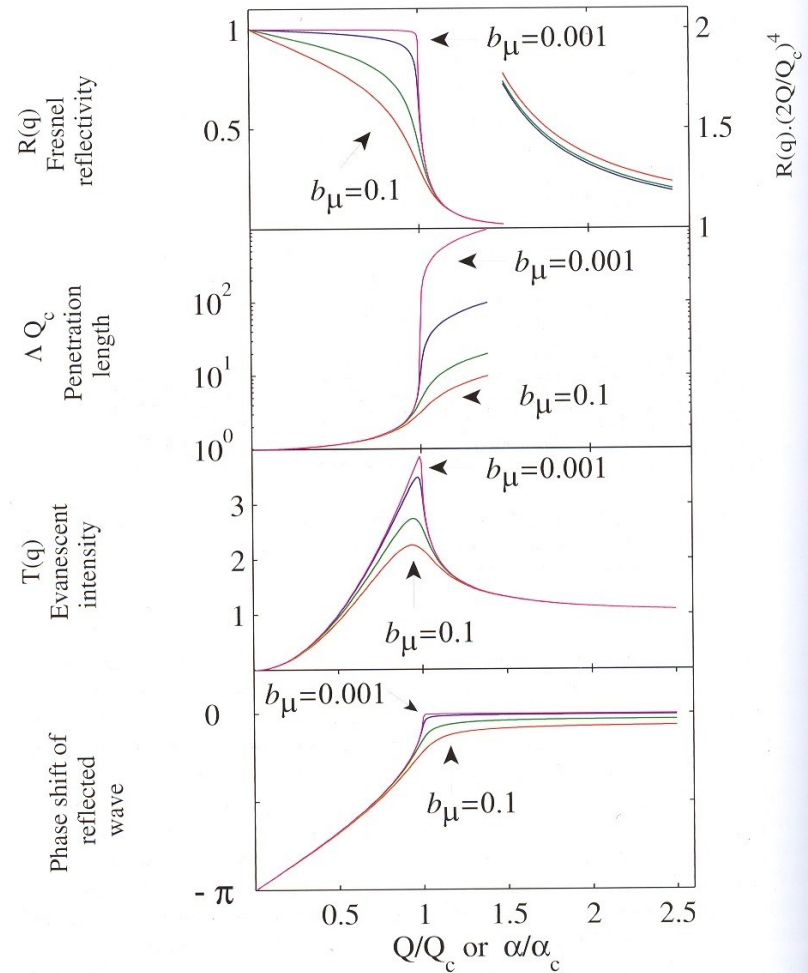 R(q)
Fresnel
reflectivity
1
0.5
b_μ=0.001
b_μ=0.1
2
1.5
1
R(q).(2Q/Q_c)^4
Λ Q_c
Penetration
length
10^2
10^1
10^0
b_μ=0.001
b_μ=0.1
T(q)
Evanescent
intensity
3
2
1
b_μ=0.001
b_μ=0.1
Phase shift of
reflected
wave
0
- π
b_μ=0.001
b_μ=0.1
0.5 1 1.5 2 2.5
Q/Q_c or α/α_c